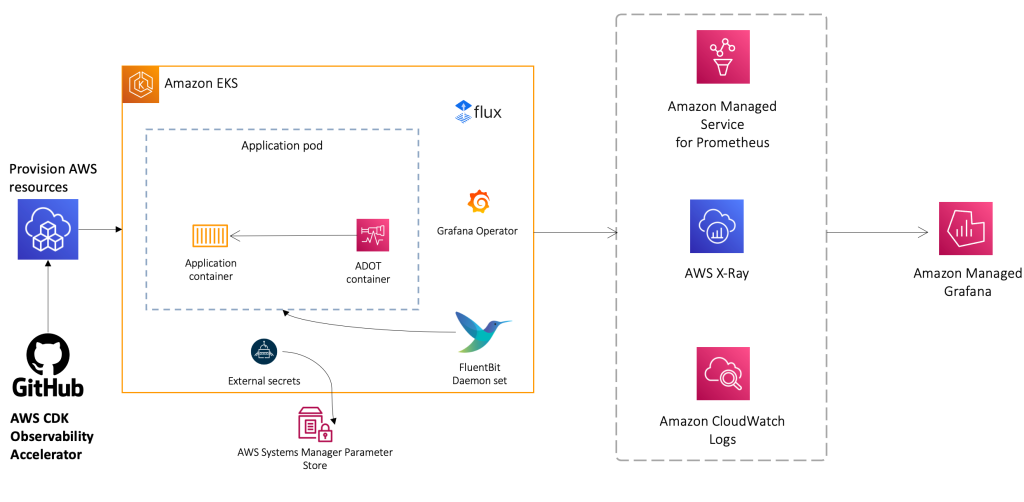 Provision AWS
resources
GitHub
AWS CDK
Observability
Accelerator
Amazon EKS
Application pod
Application
container
ADOT
container
flux
Grafana Operator
FluentBit
Daemon set
External secrets
AWS Systems Manager Parameter
Store
Amazon Managed
Service
for Prometheus
AWS X-Ray
Amazon CloudWatch
Logs
Amazon Managed
Grafana